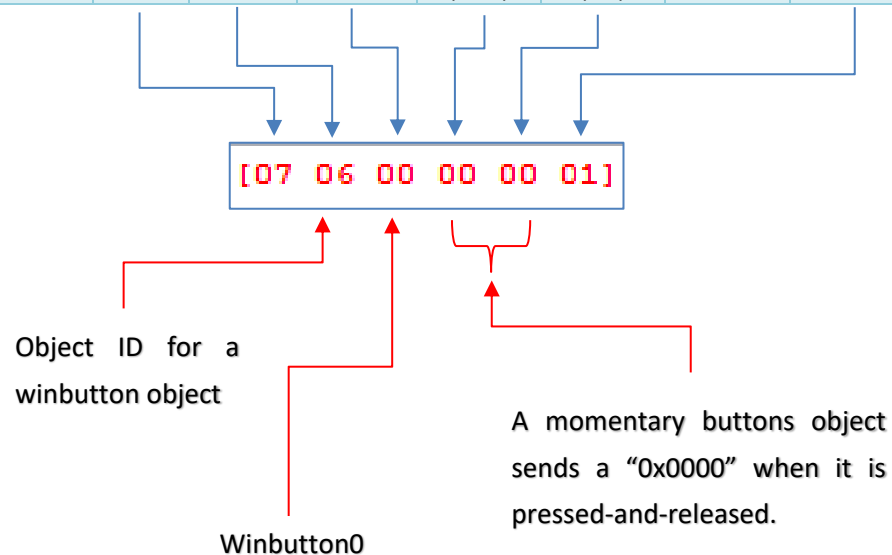 [07 06 00 00 00 01]
Object ID for a
winbutton object
A momentary buttons object
sends a “0x0000” when it is
pressed-and-released.
Winbutton0